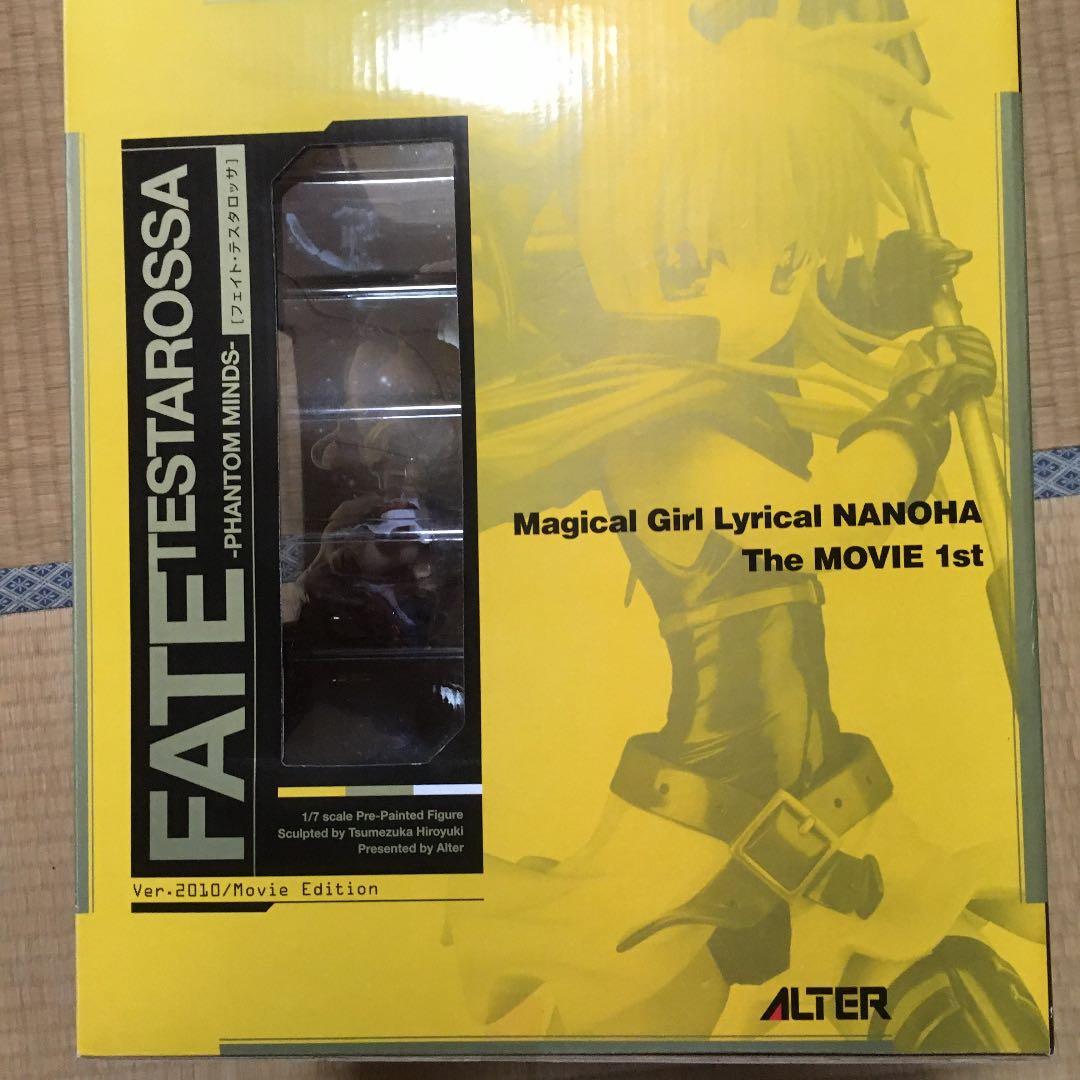 FATE TESTAROSSA
[フェイト・テスタロッサ]
-PHANTOM MINDS-
Magical Girl Lyrical NANOHA
The MOVIE 1st
1/7 scale Pre-Painted Figure
Sculpted by Tsumezuka Hiroyuki
Presented by Alter
Ver.2010/Movie Edition
ALTER